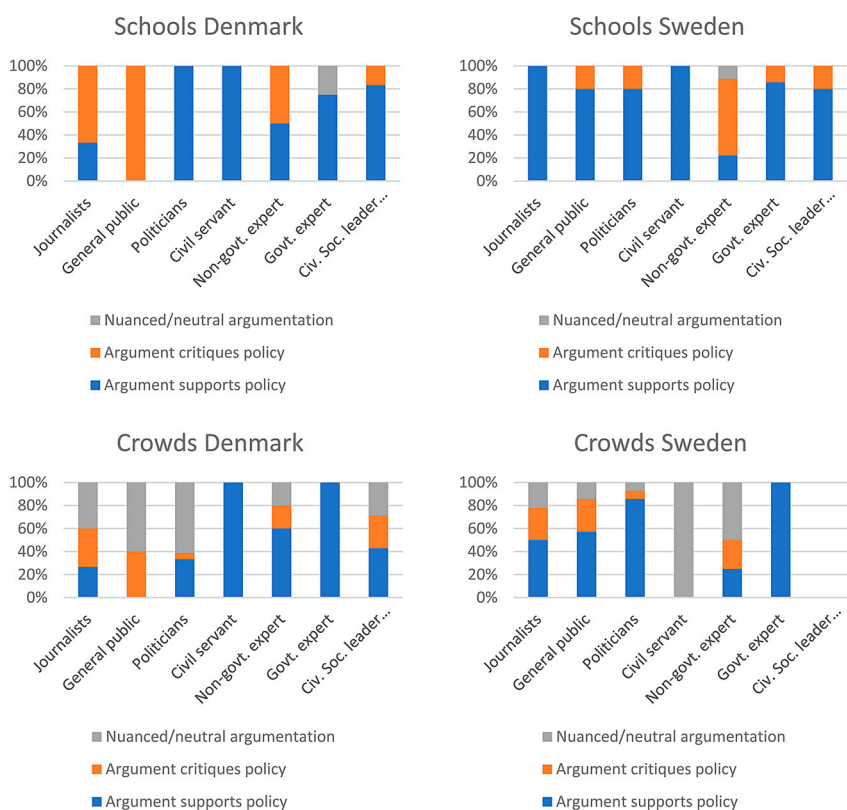 Schools Denmark
100%
80%
60%
40%
20%
0%
Journalists
General public
Politicians
Civil servant
Non-govt. expert
Govt. expert
Civ. Soc. leader...
Nuanced/neutral argumentation
Argument critiques policy
Argument supports policy
Schools Sweden
100%
80%
60%
40%
20%
0%
Journalists
General public
Politicians
Civil servant
Non-govt. expert
Govt. expert
Civ. Soc. leader...
Nuanced/neutral argumentation
Argument critiques policy
Argument supports policy
Crowds Denmark
100%
80%
60%
40%
20%
0%
Journalists
General public
Politicians
Civil servant
Non-govt. expert
Govt. expert
Civ. Soc. leader...
Nuanced/neutral argumentation
Argument critiques policy
Argument supports policy
Crowds Sweden
100%
80%
60%
40%
20%
0%
Journalists
General public
Politicians
Civil servant
Non-govt. expert
Govt. expert
Civ. Soc. leader...
Nuanced/neutral argumentation
Argument critiques policy
Argument supports policy